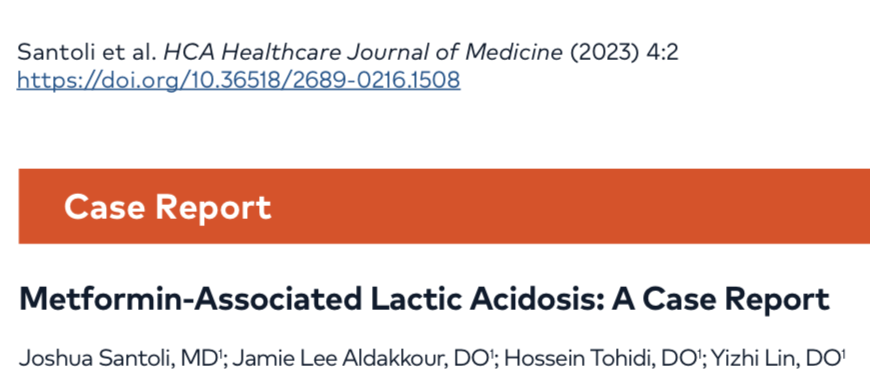 Santoli et al. HCA Healthcare Journal of Medicine (2023) 4:2
https://doi.org/10.36518/2689-0216.1508
Case Report
Metformin-Associated Lactic Acidosis: A Case Report
Joshua Santoli, MD¹; Jamie Lee Aldakkour, DO¹; Hossein Tohidi, DO¹; Yizhi Lin, DO¹